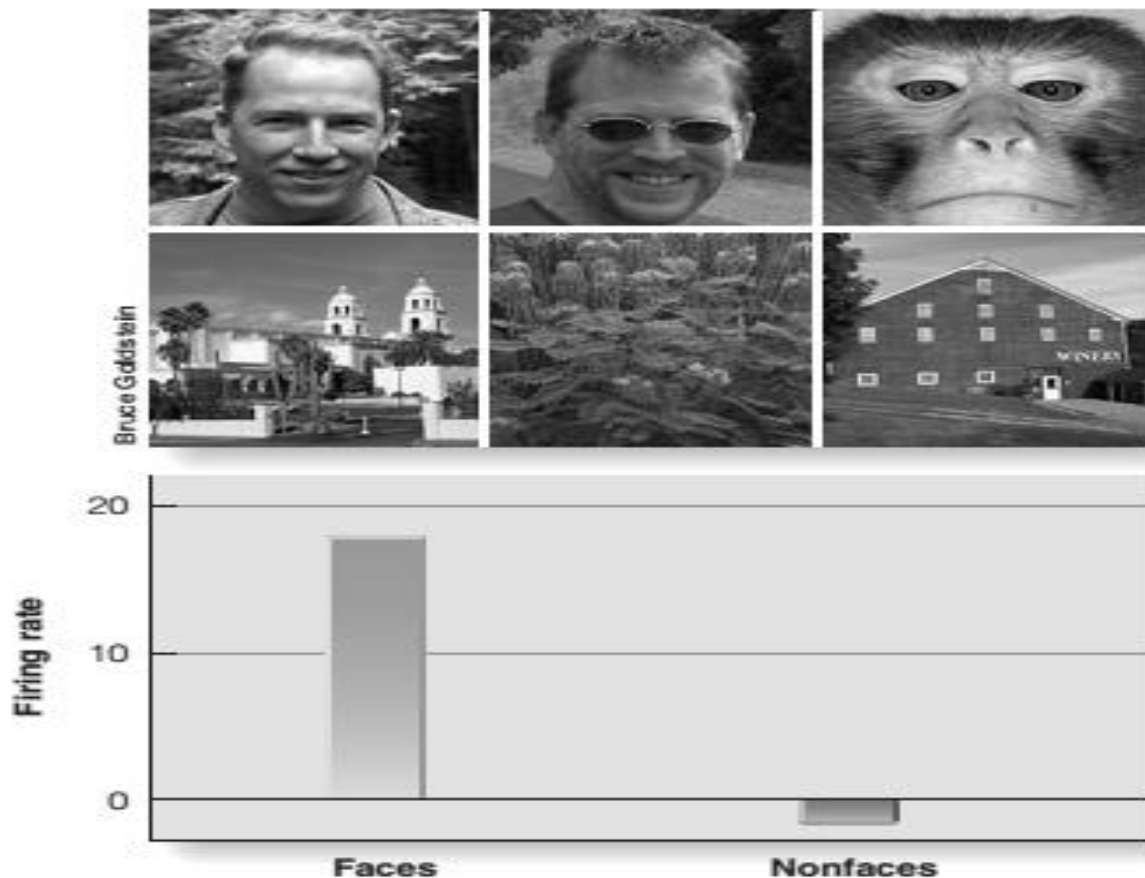 Bruce Goldstein
WINERY
20
10
0
Firing rate
Faces
Nonfaces